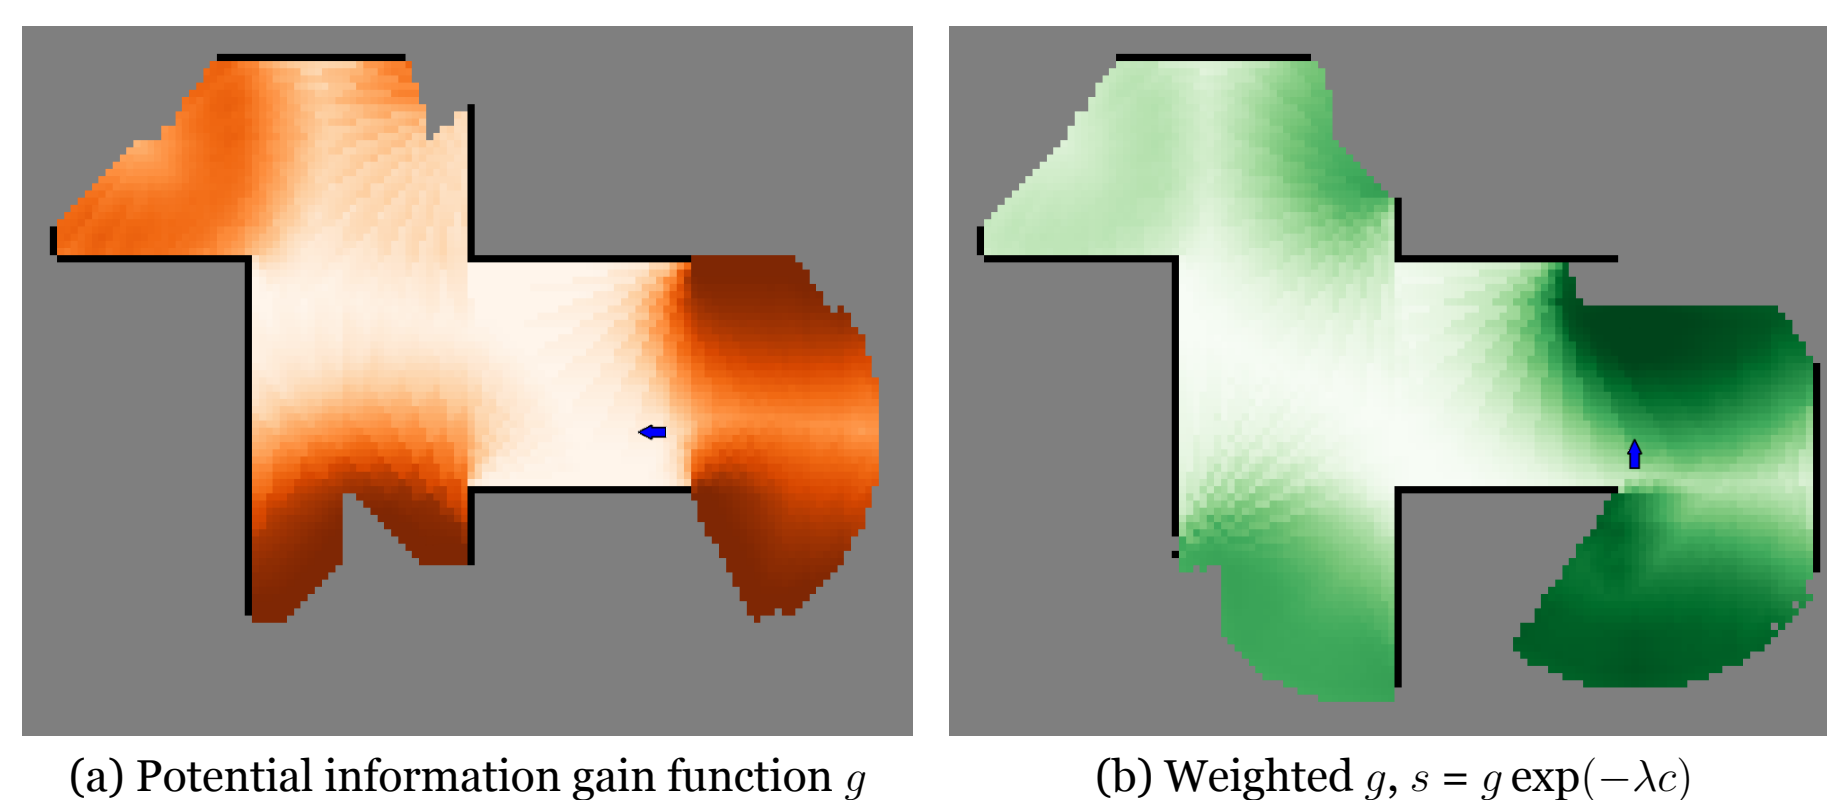 (a) Potential information gain function g
(b) Weighted g, s = g exp(−λc)